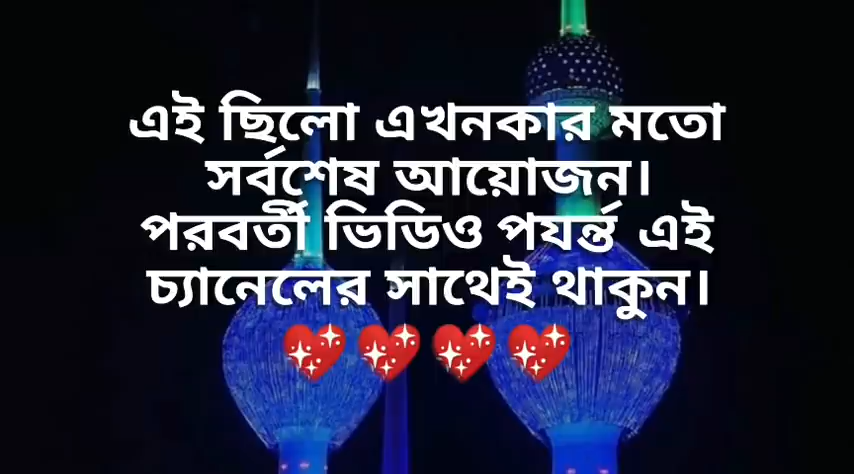 এই ছিলো এখনকার মতো
সর্বশেষ আয়োজন।
পরবর্তী ভিডিও পযর্ন্ত এই
চ্যানেলের সাথেই থাকুন।
💖💖💖💖